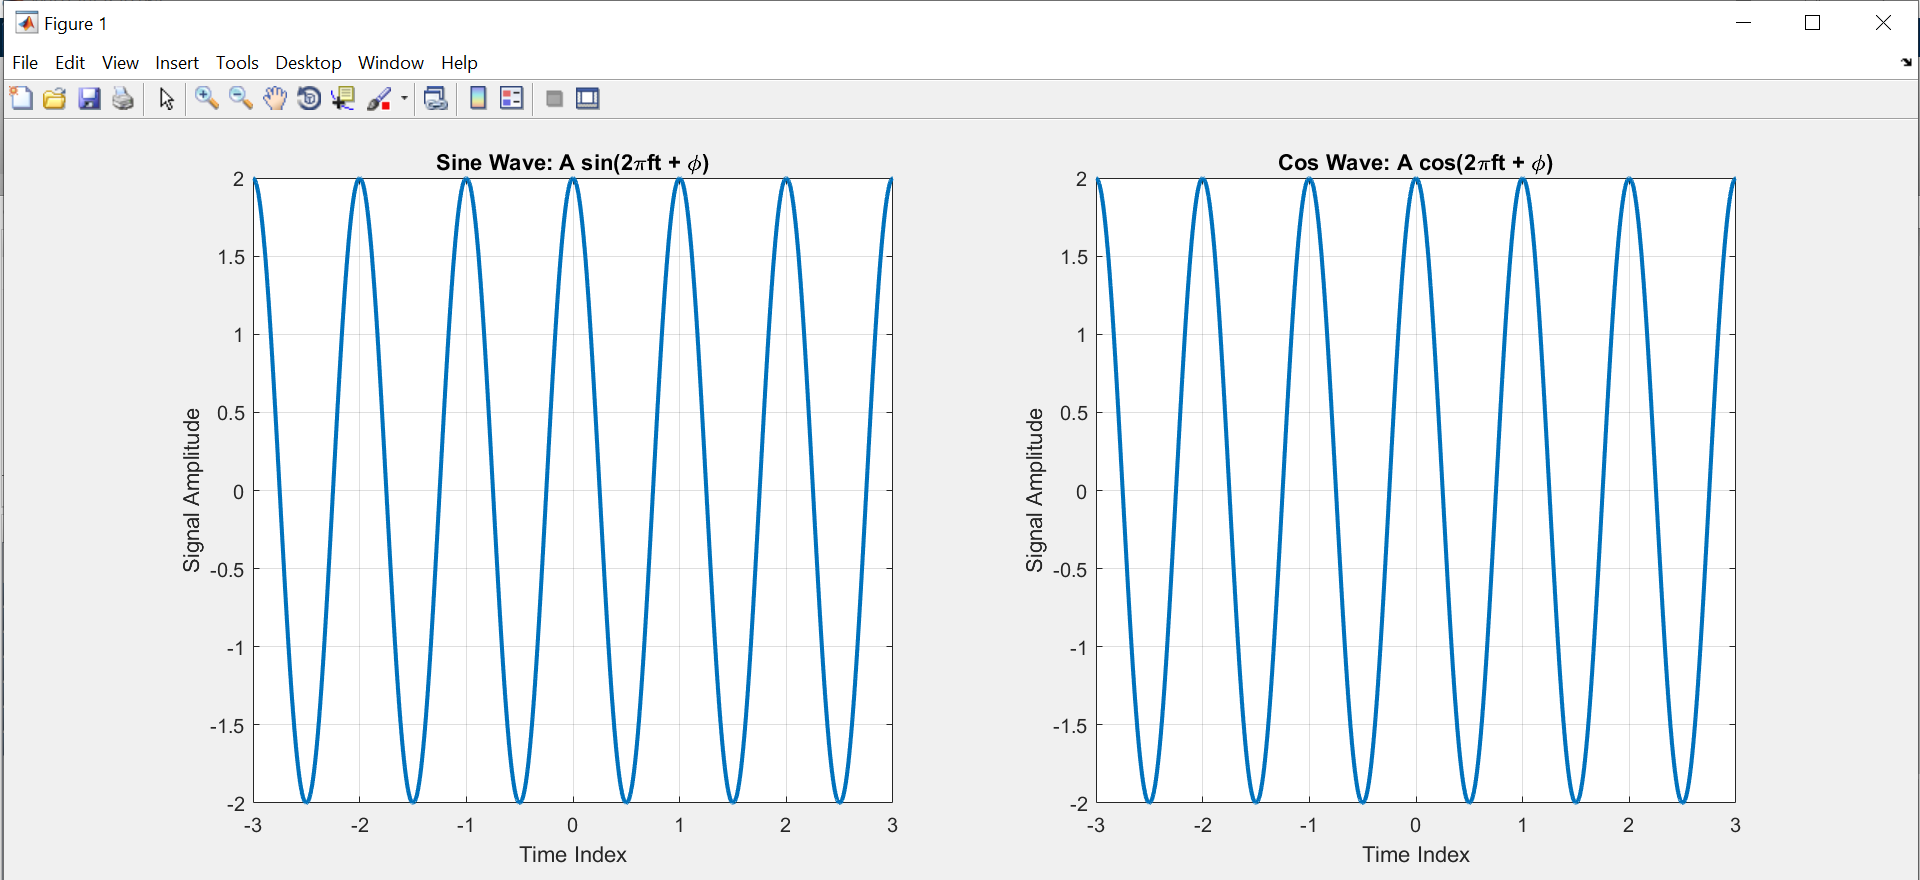 Figure 1
File Edit View Insert Tools Desktop Window Help
Sine Wave: A sin(2πft + ϕ)
2
1.5
1
0.5
0
-0.5
-1
-1.5
-2
-3 -2 -1 0 1 2 3
Signal Amplitude
Time Index
Cos Wave: A cos(2πft + ϕ)
2
1.5
1
0.5
0
-0.5
-1
-1.5
-2
-3 -2 -1 0 1 2 3
Signal Amplitude
Time Index